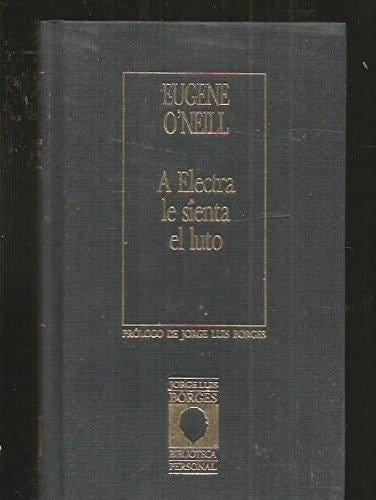 EUGENE
O'NEILL
A Electra
le sienta
el luto
PRÓLOGO DE JORGE LUIS BORGES
JORGE LUIS
BORGES
BIBLIOTECA
PERSONAL